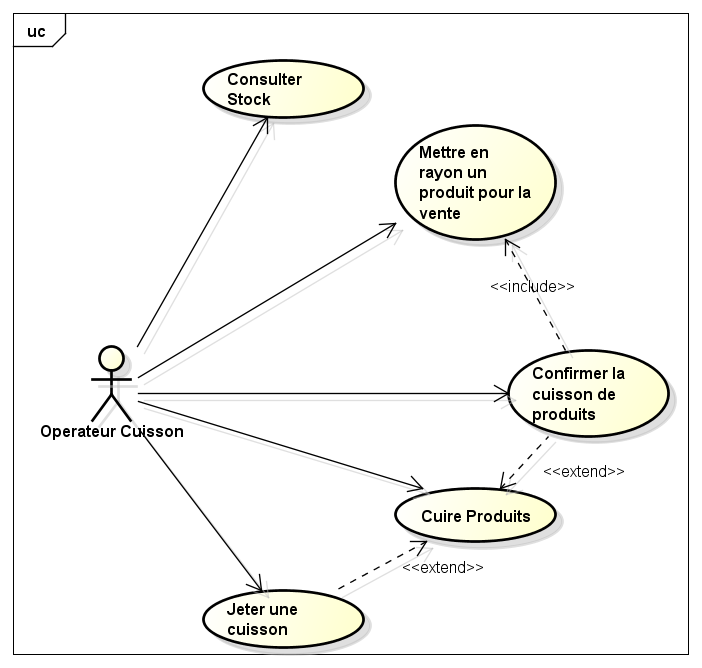 uc
Consulter
Stock
Mettre en
rayon un
produit pour la
vente
<<include>>
Confirmer la
cuisson de
produits
Operateur Cuisson
<<extend>>
Cuire Produits
<<extend>>
Jeter une
cuisson